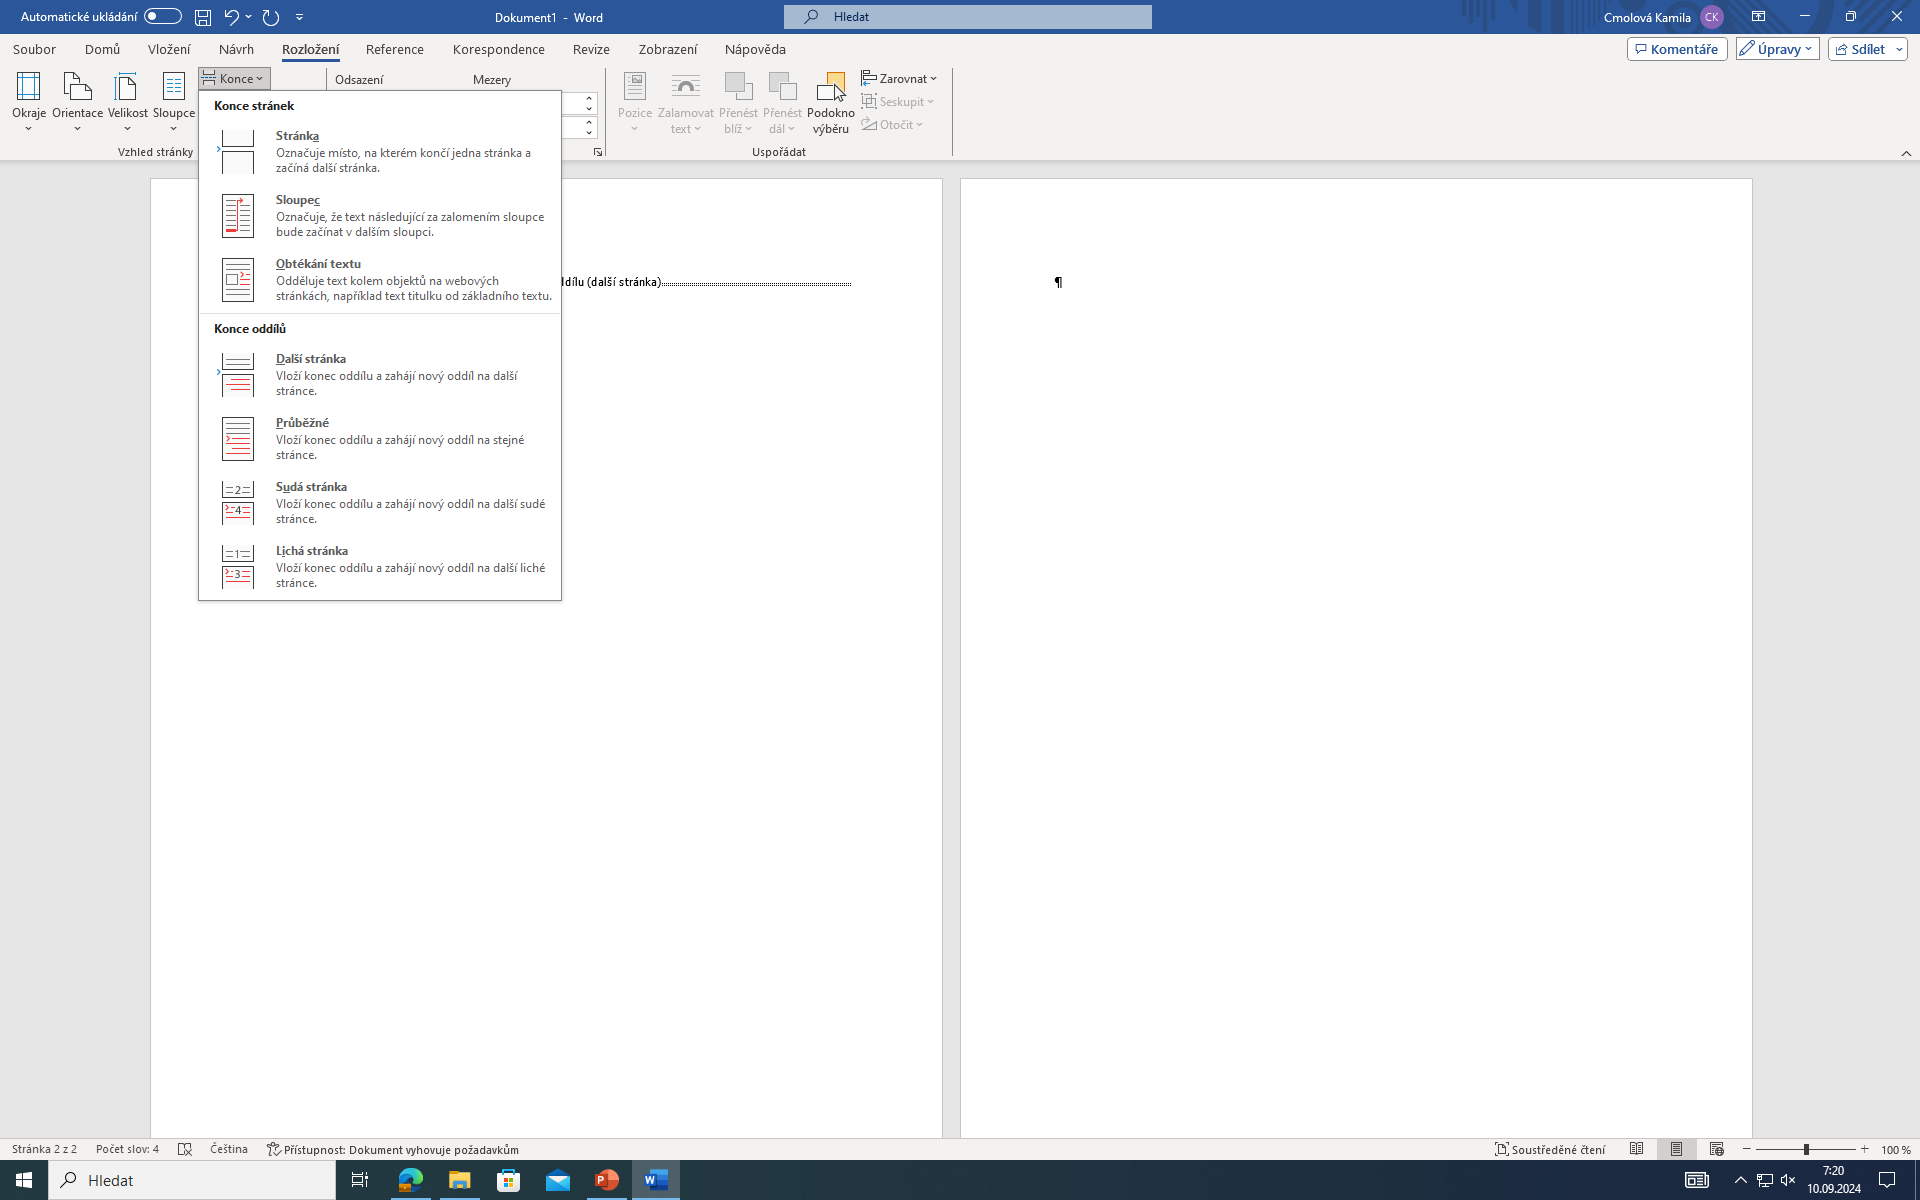 Automatické ukládání
Dokument1 - Word
Hledat
Cmolová Kamila
CK
Soubor Domů Vložení Návrh Rozložení Reference Korespondence Revize Zobrazení Nápověda
Komentáře Úpravy Sdílet
Okraje Orientace Velikost Sloupce
Konce
Odsazení Mezery
Pozice Zalamovat text Přenést blíž Přenést dál Podokno výběru
Zarovnat
Seskupit
Otočit
Vzhled stránky
Uspořádat
Konce stránek
Stránka
Označuje místo, na kterém končí jedna stránka a
začíná další stránka.
Sloupec
Označuje, že text následující za zalomením sloupce
bude začínat v dalším sloupci.
Obtékání textu
Odděluje text kolem objektů na webových
stránkách, například text titulku od základního textu.
Konce oddílů
Další stránka
Vloží konec oddílu a zahájí nový oddíl na další
stránce.
Průběžné
Vloží konec oddílu a zahájí nový oddíl na stejné
stránce.
Sudá stránka
Vloží konec oddílu a zahájí nový oddíl na další sudé
stránce.
2
4
Lichá stránka
Vloží konec oddílu a zahájí nový oddíl na další liché
stránce.
1
3
ddílu (další stránka)
¶
Stránka 2 z 2 Počet slov: 4 Čeština Přístupnost: Dokument vyhovuje požadavkům
Soustředěné čtení
100 %
Hledat
P
W
7:20
10.09.2024